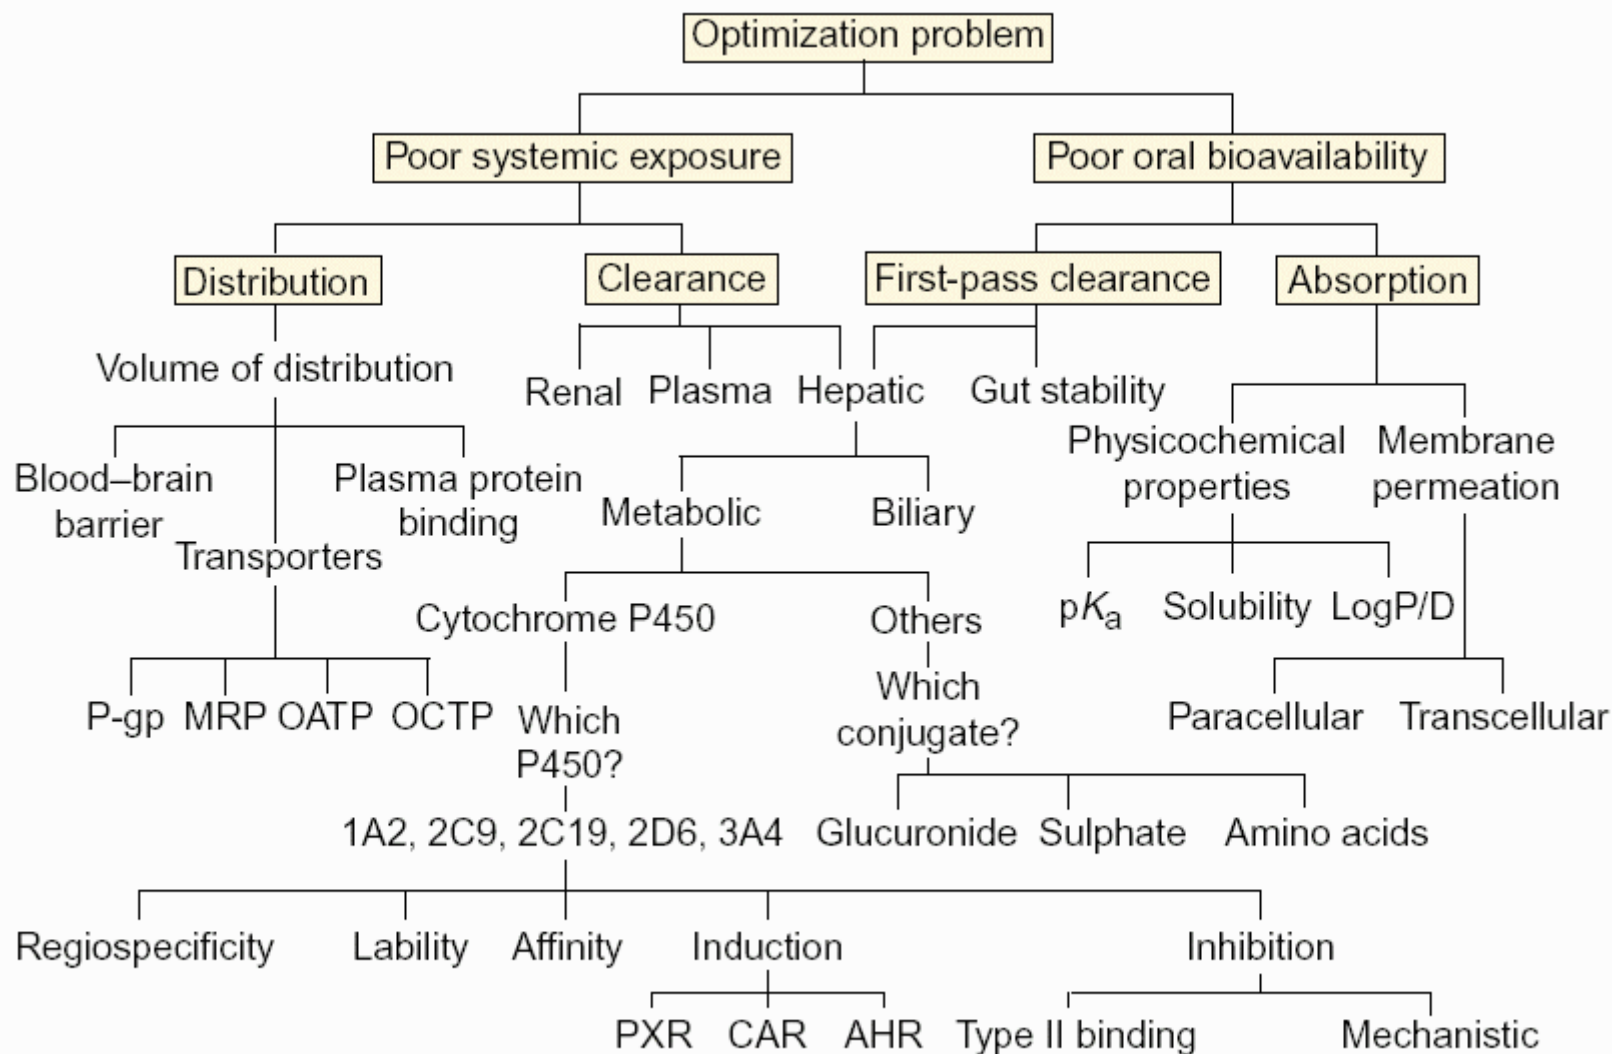 Optimization problem
Poor systemic exposure
Poor oral bioavailability
Distribution
Clearance
First-pass clearance
Absorption
Volume of distribution
Renal
Plasma
Hepatic
Gut stability
Physicochemical
properties
Membrane
permeation
Blood–brain
barrier
Plasma protein
binding
Transporters
Metabolic
Biliary
pKa
Solubility
LogP/D
Cytochrome P450
Others
P-gp
MRP
OATP
OCTP
Which
P450?
Which
conjugate?
Paracellular
Transcellular
1A2, 2C9, 2C19, 2D6, 3A4
Glucuronide
Sulphate
Amino acids
Regiospecificity
Lability
Affinity
Induction
Inhibition
PXR
CAR
AHR
Type II binding
Mechanistic